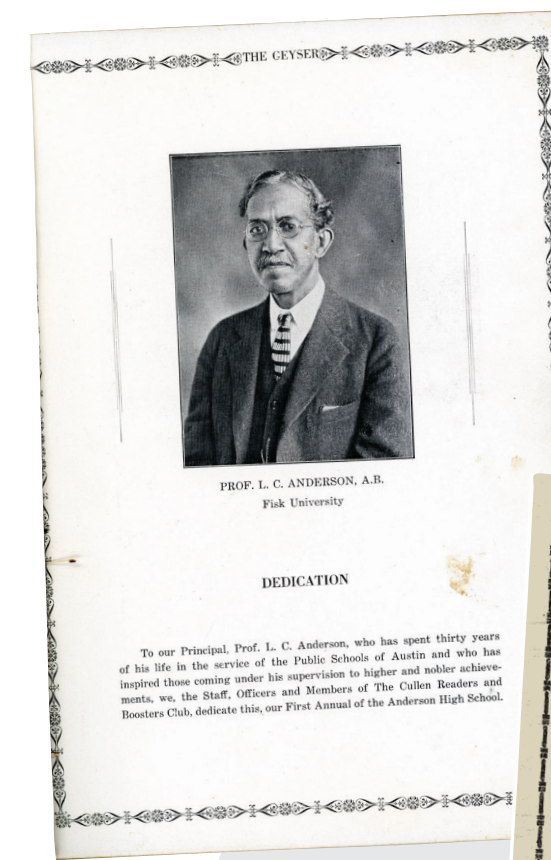 THE GEYSER
PROF. L. C. ANDERSON, A.B.
Fisk University
DEDICATION
To our Principal, Prof. L. C. Anderson, who has spent thirty years
of his life in the service of the Public Schools of Austin and who has
inspired those coming under his supervision to higher and nobler achieve-
ments, we, the Staff, Officers and Members of The Cullen Readers and
Boosters Club, dedicate this, our First Annual of the Anderson High School.